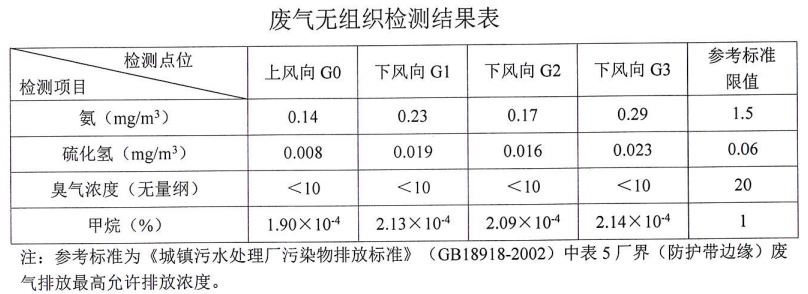 废气无组织检测结果表
检测点位 上风向 G0 下风向 G1 下风向 G2 下风向 G3 参考标准限值
检测项目
氨（mg/m³） 0.14 0.23 0.17 0.29 1.5
硫化氢（mg/m³） 0.008 0.019 0.016 0.023 0.06
臭气浓度（无量纲） ＜10 ＜10 ＜10 ＜10 20
甲烷（%） 1.90×10⁻⁴ 2.13×10⁻⁴ 2.09×10⁻⁴ 2.14×10⁻⁴ 1
注：参考标准为《城镇污水处理厂污染物排放标准》（GB18918-2002）中表 5 厂界（防护带边缘）废
气排放最高允许排放浓度。